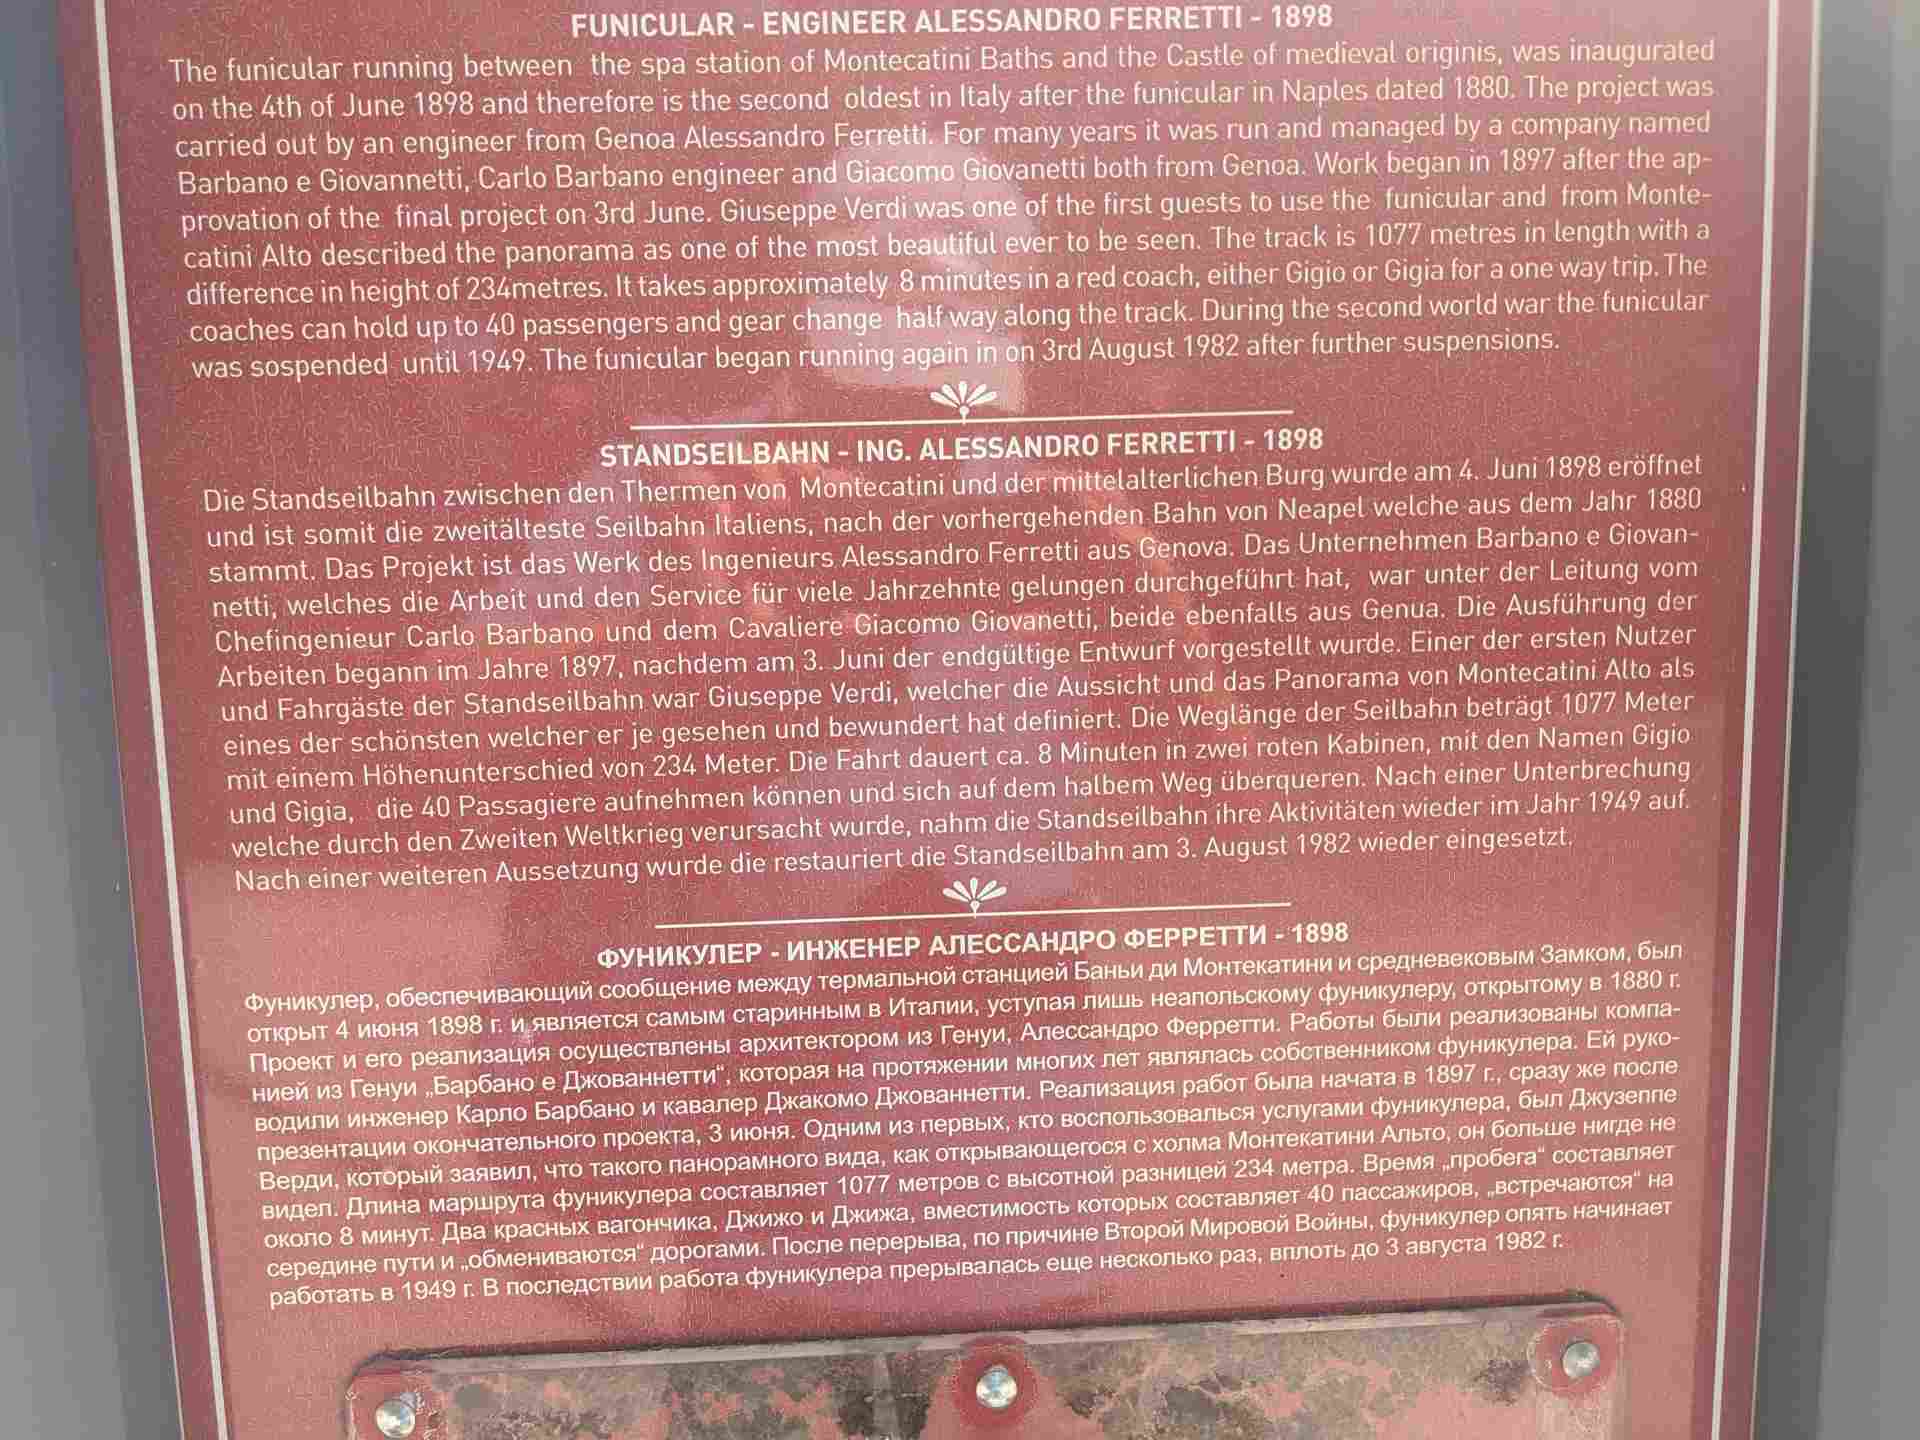 FUNICULAR - ENGINEER ALESSANDRO FERRETTI - 1898
The funicular running between the spa station of Montecatini Baths and the Castle of medieval originis, was inaugurated
on the 4th of June 1898 and therefore is the second oldest in Italy after the funicular in Naples dated 1880. The project was
carried out by an engineer from Genoa Alessandro Ferretti. For many years it was run and managed by a company named
Barbano e Giovannetti, Carlo Barbano engineer and Giacomo Giovanetti both from Genoa. Work began in 1897 after the ap-
provation of the final project on 3rd June. Giuseppe Verdi was one of the first guests to use the funicular and from Monte-
catini Alto described the panorama as one of the most beautiful ever to be seen. The track is 1077 metres in length with a
difference in height of 234metres. It takes approximately 8 minutes in a red coach, either Gigio or Gigia for a one way trip. The
coaches can hold up to 40 passengers and gear change half way along the track. During the second world war the funicular
was sospended until 1949. The funicular began running again in on 3rd August 1982 after further suspensions.
STANDSEILBAHN - ING. ALESSANDRO FERRETTI - 1898
Die Standseilbahn zwischen den Thermen von Montecatini und der mittelalterlichen Burg wurde am 4. Juni 1898 eröffnet
und ist somit die zweitälteste Seilbahn Italiens, nach der vorhergehenden Bahn von Neapel welche aus dem Jahr 1880
stammt. Das Projekt ist das Werk des Ingenieurs Alessandro Ferretti aus Genova. Das Unternehmen Barbano e Giovan-
netti, welches die Arbeit und den Service für viele Jahrzehnte gelungen durchgeführt hat, war unter der Leitung vom
Chefingenieur Carlo Barbano und dem Cavaliere Giacomo Giovanetti, beide ebenfalls aus Genua. Die Ausführung der
Arbeiten begann im Jahre 1897, nachdem am 3. Juni der endgültige Entwurf vorgestellt wurde. Einer der ersten Nutzer
und Fahrgäste der Standseilbahn war Giuseppe Verdi, welcher die Aussicht und das Panorama von Montecatini Alto als
eines der schönsten welcher er je gesehen und bewundert hat definiert. Die Weglänge der Seilbahn beträgt 1077 Meter
mit einem Höhenunterschied von 234 Meter. Die Fahrt dauert ca. 8 Minuten in zwei roten Kabinen, mit den Namen Gigio
und Gigia, die 40 Passagiere aufnehmen können und sich auf dem halbem Weg überqueren. Nach einer Unterbrechung
welche durch den Zweiten Weltkrieg verursacht wurde, nahm die Standseilbahn ihre Aktivitäten wieder im Jahr 1949 auf.
Nach einer weiteren Aussetzung wurde die restauriert die Standseilbahn am 3. August 1982 wieder eingesetzt.
ФУНИКУЛЕР - ИНЖЕНЕР АЛЕССАНДРО ФЕРРЕТТИ - 1898
Фуникулер, обеспечивающий сообщение между термальной станцией Баньи ди Монтекатини и средневековым Замком, был
открыт 4 июня 1898 г. и является самым старинным в Италии, уступая лишь неапольскому фуникулеру, открытому в 1880 г.
Проект и его реализация осуществлены архитектором из Генуи, Алессандро Ферретти. Работы были реализованы компа-
нией из Генуи „Барбано е Джованнетти“, которая на протяжении многих лет являлась собственником фуникулера. Ей руко-
водили инженер Карло Барбано и кавалер Джакомо Джованнетти. Реализация работ была начата в 1897 г., сразу же после
презентации окончательного проекта, 3 июня. Одним из первых, кто воспользовалься услугами фуникулера, был Джузеппе
Верди, который заявил, что такого панорамного вида, как открывающегося с холма Монтекатини Альто, он больше нигде не
видел. Длина маршрута фуникулера составляет 1077 метров с высотной разницей 234 метра. Время „пробега“ составляет
около 8 минут. Два красных вагончика, Джижо и Джижа, вместимость которых составляет 40 пассажиров, „встречаются“ на
середине пути и „обмениваются“ дорогами. После перерыва, по причине Второй Мировой Войны, фуникулер опять начинает
работать в 1949 г. В последствии работа фуникулера прерывалась еще несколько раз, вплоть до 3 августа 1982 г.